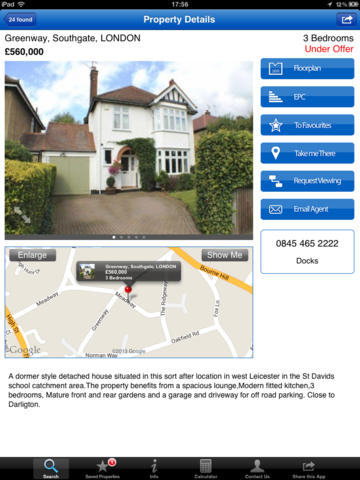 iPad 17:56 12%
24 found Property Details
Greenway, Southgate, LONDON 3 Bedrooms
£560,000 Under Offer
Floorplan
EPC
To Favourites
Take me There
Request Viewing
Email Agent
0845 465 2222
Docks
Enlarge Show Me
Greenway, Southgate, LONDON
£560,000
3 Bedrooms
Meadway
Bourne Hill
Meadway
The Ridgeway
Fox Ln
Greenway
High St
Oakfield Rd
Google
©2013 Google
Norman Way
A dormer style detached house situated in this sort after location in west Leicester in the St Davids
school catchment area.The property benefits from a spacious lounge,Modern fitted kitchen,3
bedrooms, Mature front and rear gardens and a garage and driveway for off road parking. Close to
Darligton.
Search Saved Properties Info Calculator Contact Us Share this App